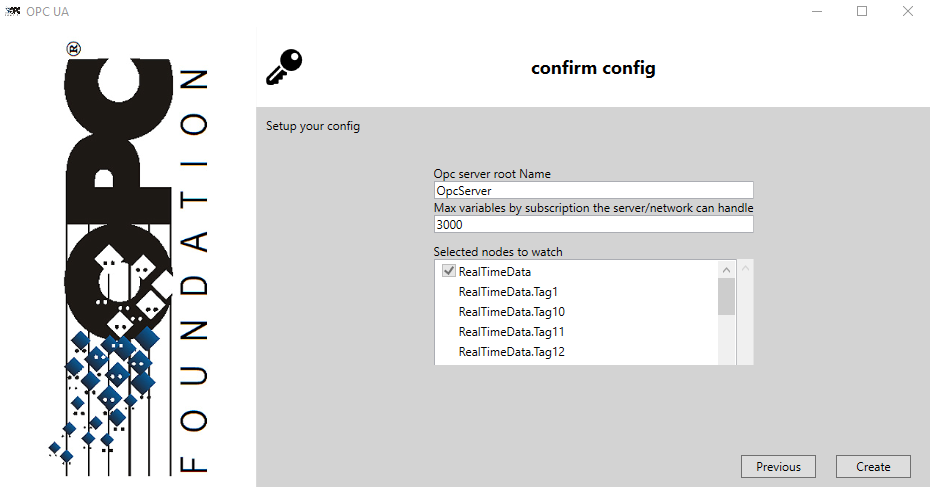 OPC UA
OPC®
FOUNDATION
confirm config
Setup your config
Opc server root Name
OpcServer
Max variables by subscription the server/network can handle
3000
Selected nodes to watch
RealTimeData
RealTimeData.Tag1
RealTimeData.Tag10
RealTimeData.Tag11
RealTimeData.Tag12
Previous
Create